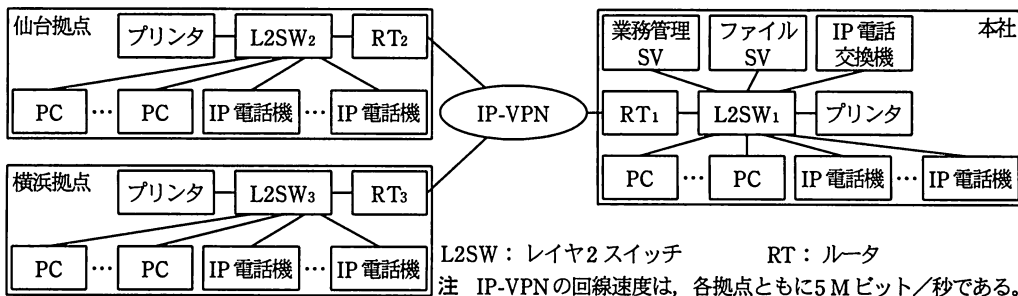 仙台拠点
プリンタ
L2SW2
RT2
PC … PC
IP電話機 … IP電話機
横浜拠点
プリンタ
L2SW3
RT3
PC … PC
IP電話機 … IP電話機
IP-VPN
本社
業務管理
SV
ファイル
SV
IP電話
交換機
RT1
L2SW1
プリンタ
PC … PC
IP電話機 … IP電話機
L2SW：レイヤ2スイッチ RT：ルータ
注 IP-VPNの回線速度は，各拠点ともに5Mビット／秒である。